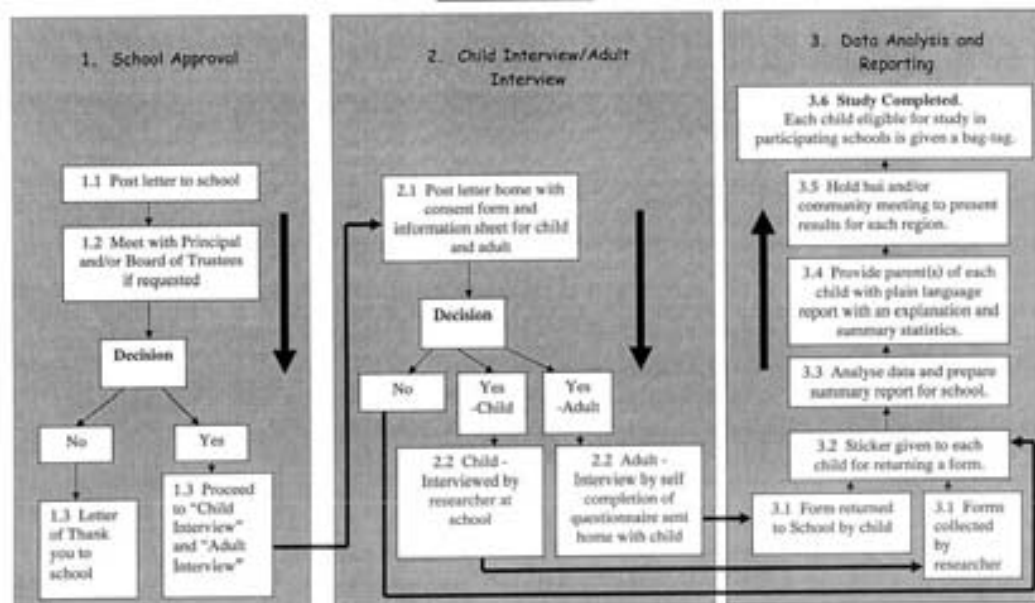 1. School Approval
1.1 Post letter to school
1.2 Meet with Principal
and/or Board of Trustees
if requested
Decision
No
Yes
1.3 Letter
of Thank
you to
school
1.3 Proceed
to "Child
Interview"
and "Adult
Interview"
2. Child Interview/Adult
Interview
2.1 Post letter home with
consent form and
information sheet for child
and adult
Decision
No
Yes
-Child
Yes
-Adult
2.2 Child -
Interviewed by
researcher at
school
2.2 Adult -
Interview by self
completion of
questionnaire sent
home with child
3. Data Analysis and
Reporting
3.6 Study Completed.
Each child eligible for study in
participating schools is given a bag-tag.
3.5 Hold hui and/or
community meeting to present
results for each region.
3.4 Provide parent(s) of each
child with plain language
report with an explanation and
summary statistics.
3.3 Analyse data and prepare
summary report for school.
3.2 Sticker given to each
child for returning a form.
3.1 Form returned
to School by child
3.1 Forms
collected
by
researcher